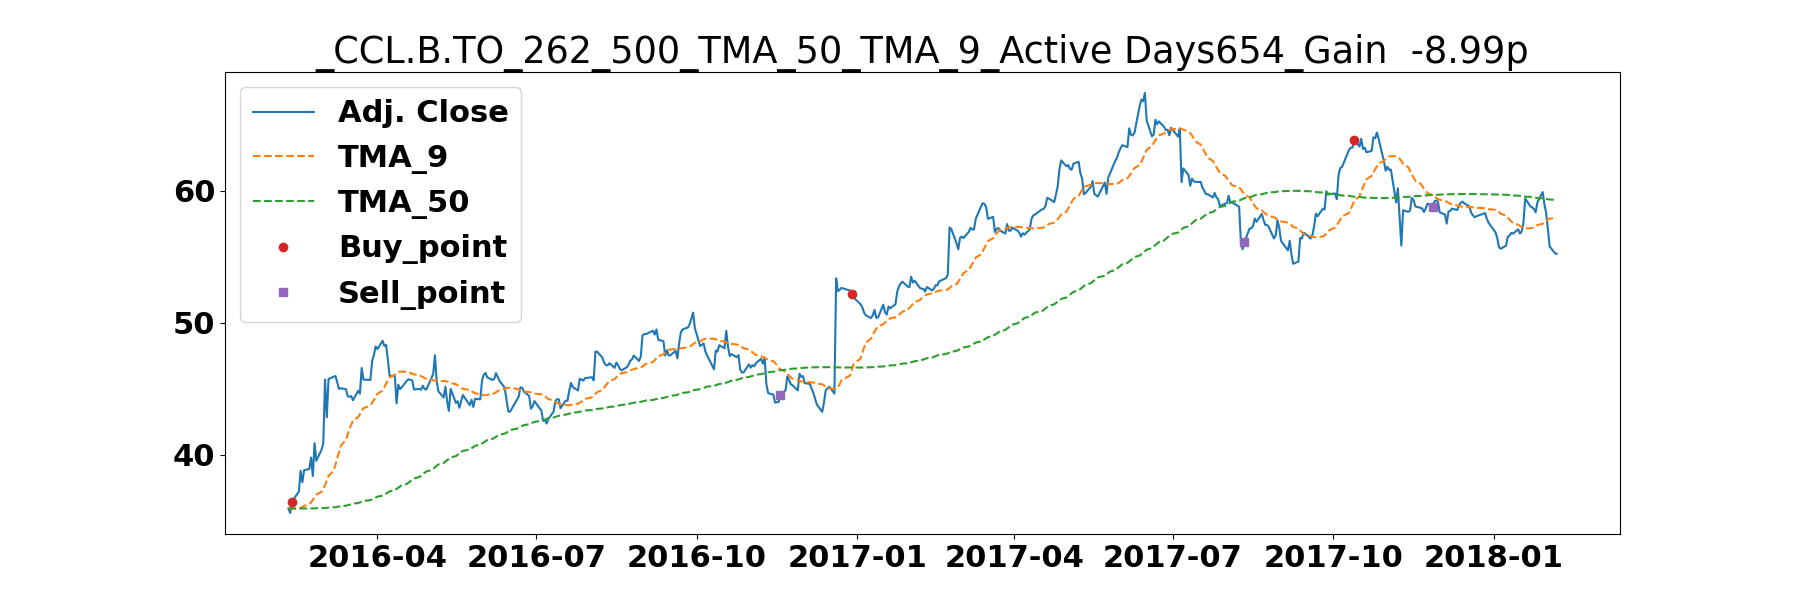 _CCL.B.TO_262_500_TMA_50_TMA_9_Active Days654_Gain  -8.99p
Adj. Close
TMA_9
TMA_50
Buy_point
Sell_point
60
50
40
2016-04 2016-07 2016-10 2017-01 2017-04 2017-07 2017-10 2018-01